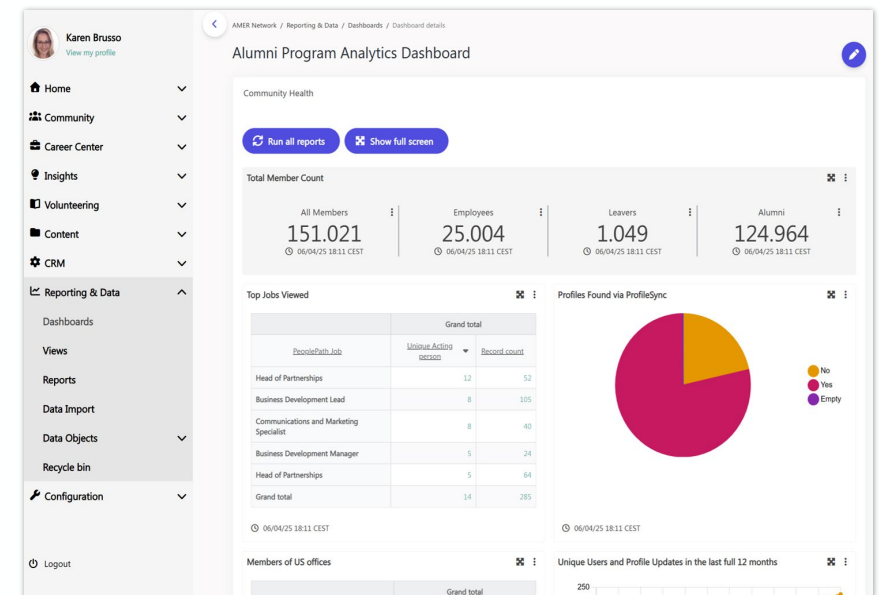 Karen Brusso
View my profile
Home
Community
Career Center
Insights
Volunteering
Content
CRM
Reporting & Data
Dashboards
Views
Reports
Data Import
Data Objects
Recycle bin
Configuration
Logout
AMER Network / Reporting & Data / Dashboards / Dashboard details
Alumni Program Analytics Dashboard
Community Health
Run all reports
Show full screen
Total Member Count
All Members
151.021
06/04/25 18:11 CEST
Employees
25.004
06/04/25 18:11 CEST
Leavers
1.049
06/04/25 18:11 CEST
Alumni
124.964
06/04/25 18:11 CEST
Top Jobs Viewed
Grand total
PeoplePath Job
Unique Acting
person
Record count
Head of Partnerships 12 52
Business Development Lead 8 105
Communications and Marketing
Specialist 8 40
Business Development Manager 5 24
Head of Partnerships 5 64
Grand total 14 285
06/04/25 18:11 CEST
Profiles Found via ProfileSync
No
Yes
Empty
06/04/25 18:11 CEST
Members of US offices
Grand total
Unique Users and Profile Updates in the last full 12 months
250